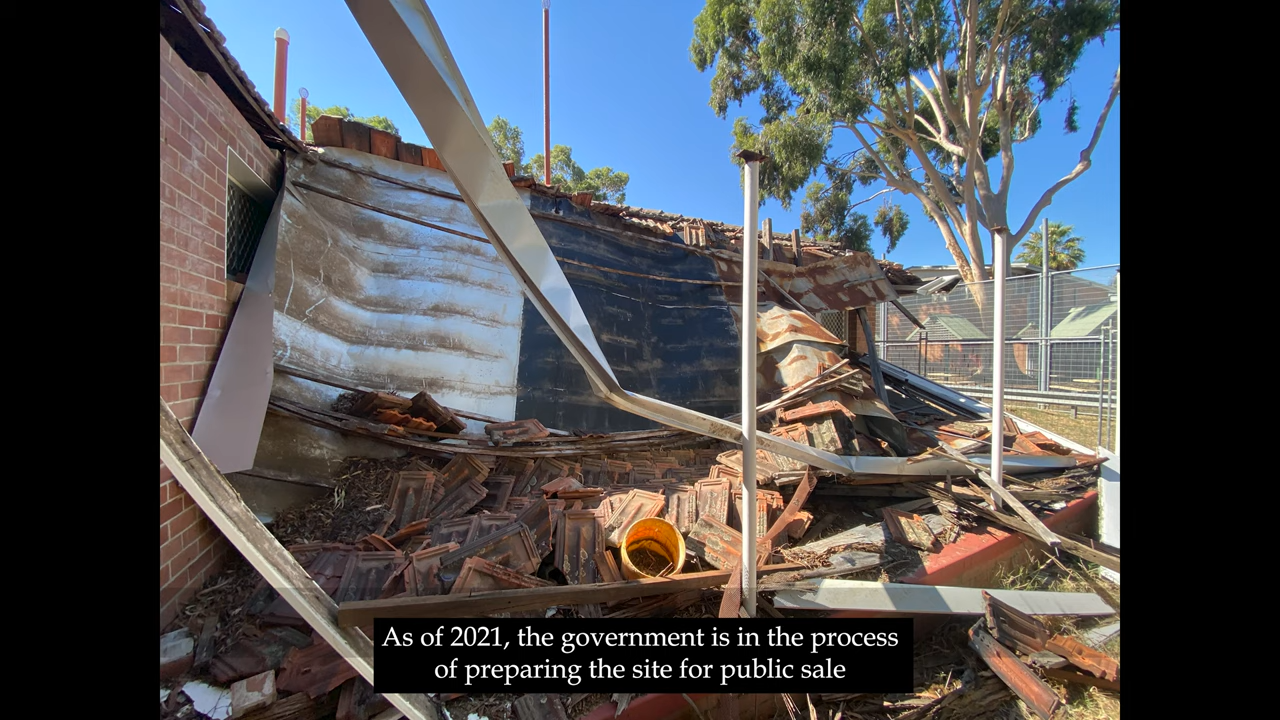 As of 2021, the government is in the process
of preparing the site for public sale